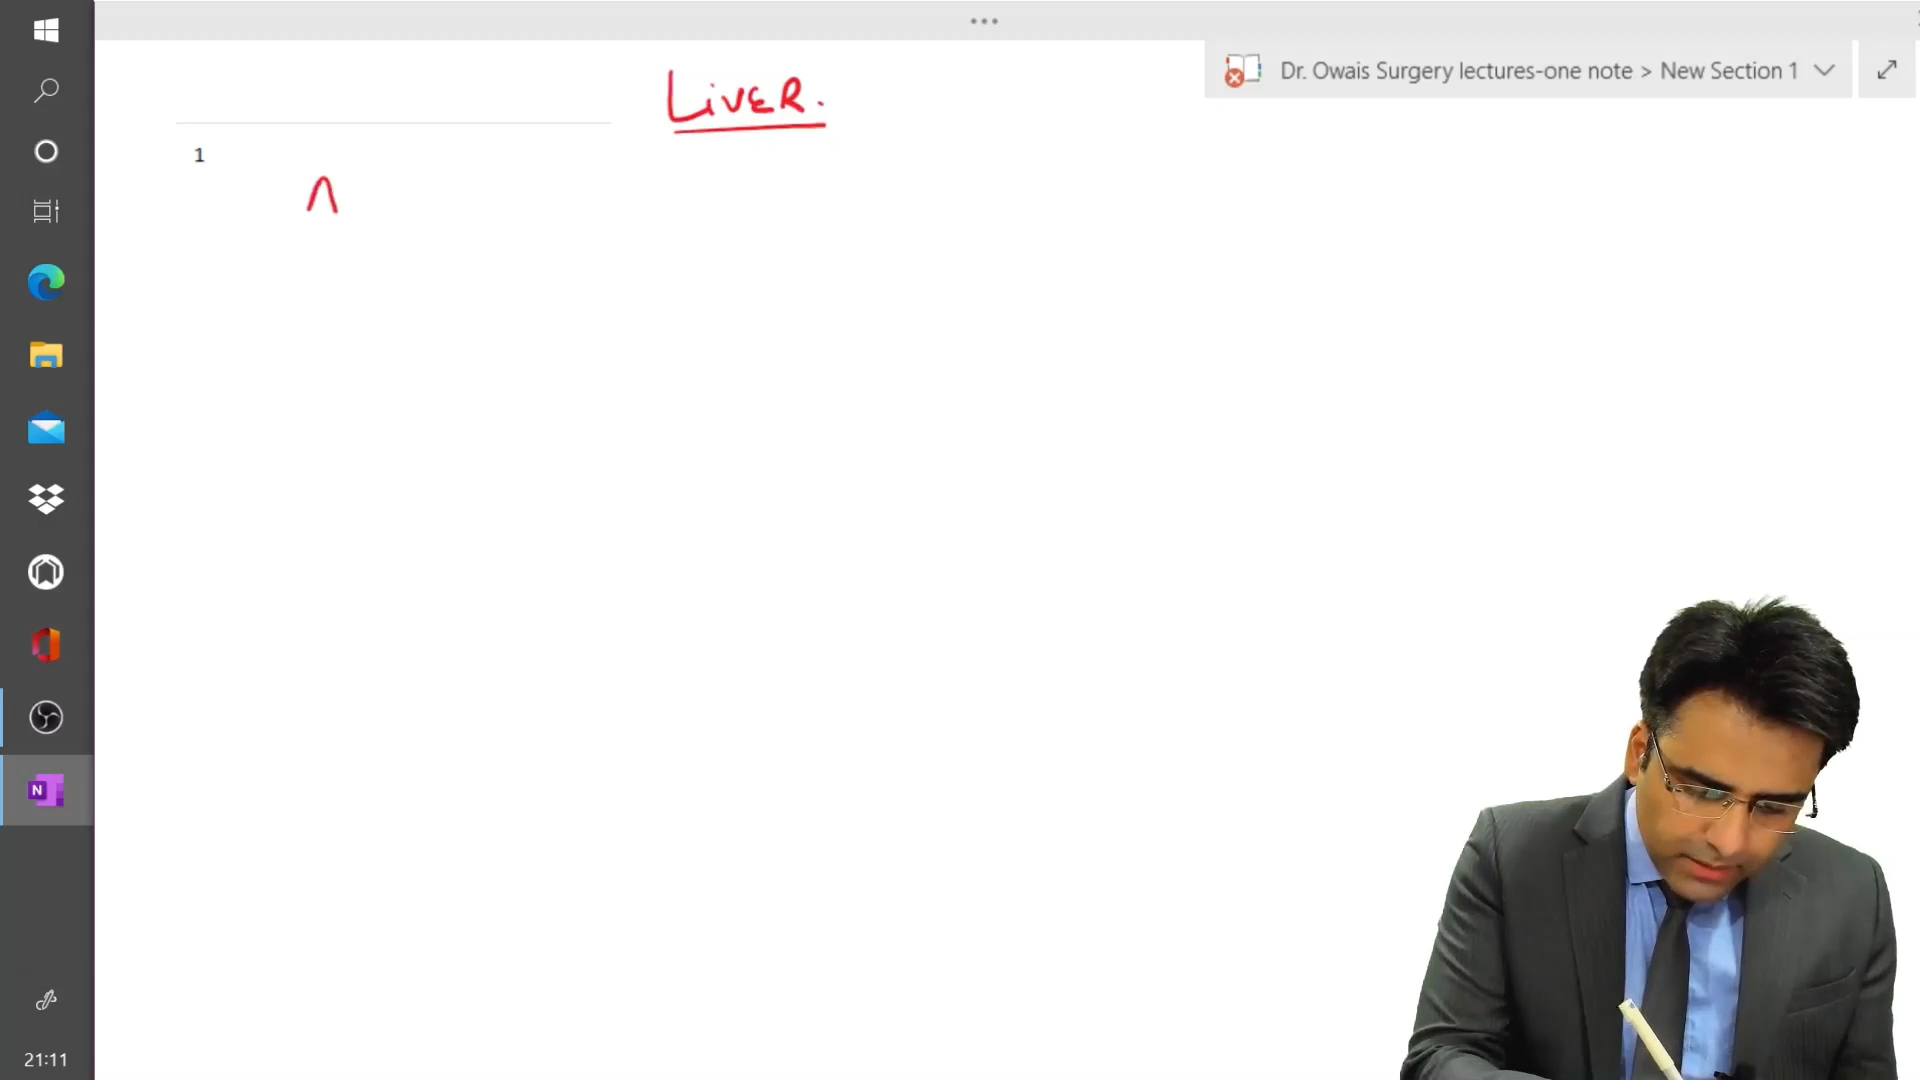 Dr. Owais Surgery lectures-one note > New Section 1
LiVER.
1
Λ
N
21:11